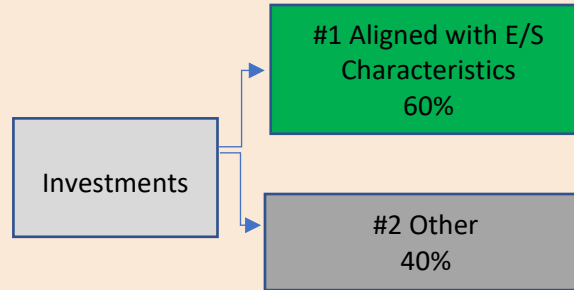 #1 Aligned with E/S
Characteristics
60%
Investments
#2 Other
40%